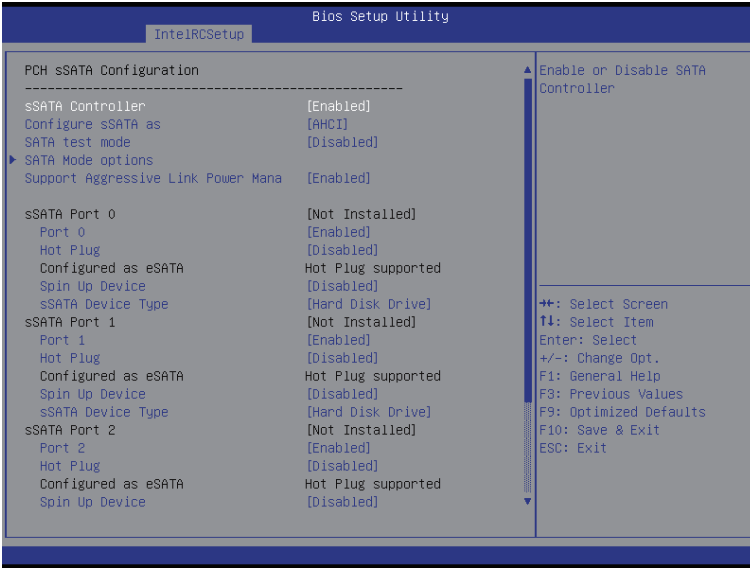 Bios Setup Utility
IntelRCSetup
PCH sSATA Configuration
--------------------------------------------------
sSATA Controller [Enabled]
Configure sSATA as [AHCI]
SATA test mode [Disabled]
SATA Mode options
Support Aggressive Link Power Mana [Enabled]
sSATA Port 0 [Not Installed]
Port 0 [Enabled]
Hot Plug [Disabled]
Configured as eSATA Hot Plug supported
Spin Up Device [Disabled]
sSATA Device Type [Hard Disk Drive]
sSATA Port 1 [Not Installed]
Port 1 [Enabled]
Hot Plug [Disabled]
Configured as eSATA Hot Plug supported
Spin Up Device [Disabled]
sSATA Device Type [Hard Disk Drive]
sSATA Port 2 [Not Installed]
Port 2 [Enabled]
Hot Plug [Disabled]
Configured as eSATA Hot Plug supported
Spin Up Device [Disabled]
Enable or Disable SATA
Controller
→←: Select Screen
↑↓: Select Item
Enter: Select
+/-: Change Opt.
F1: General Help
F3: Previous Values
F9: Optimized Defaults
F10: Save & Exit
ESC: Exit